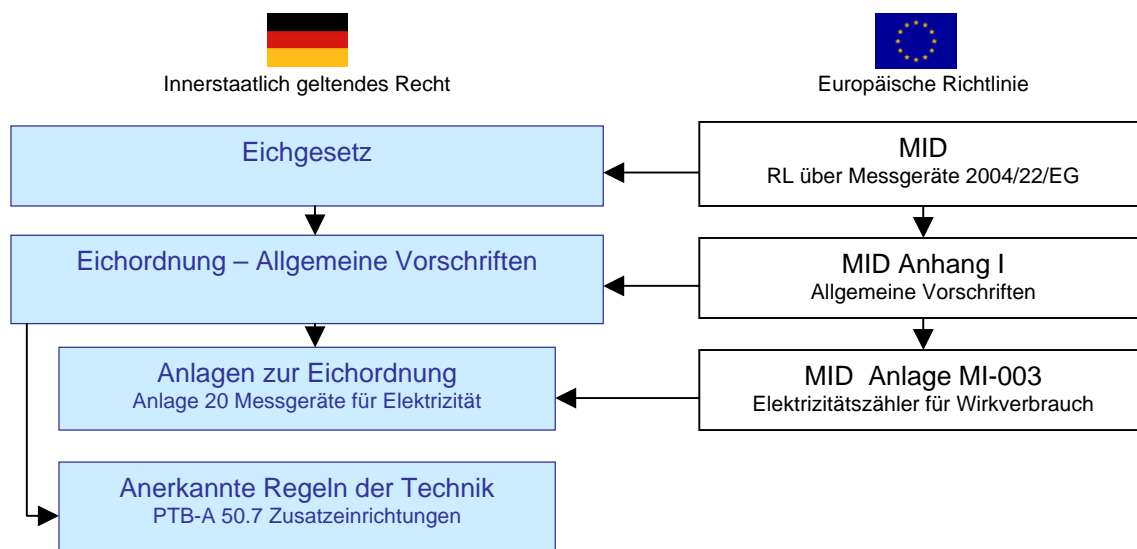 Innerstaatlich geltendes Recht
Europäische Richtlinie
Eichgesetz
MID
RL über Messgeräte 2004/22/EG
Eichordnung – Allgemeine Vorschriften
MID Anhang I
Allgemeine Vorschriften
Anlagen zur Eichordnung
Anlage 20 Messgeräte für Elektrizität
MID Anlage MI-003
Elektrizitätszähler für Wirkverbrauch
Anerkannte Regeln der Technik
PTB-A 50.7 Zusatzeinrichtungen